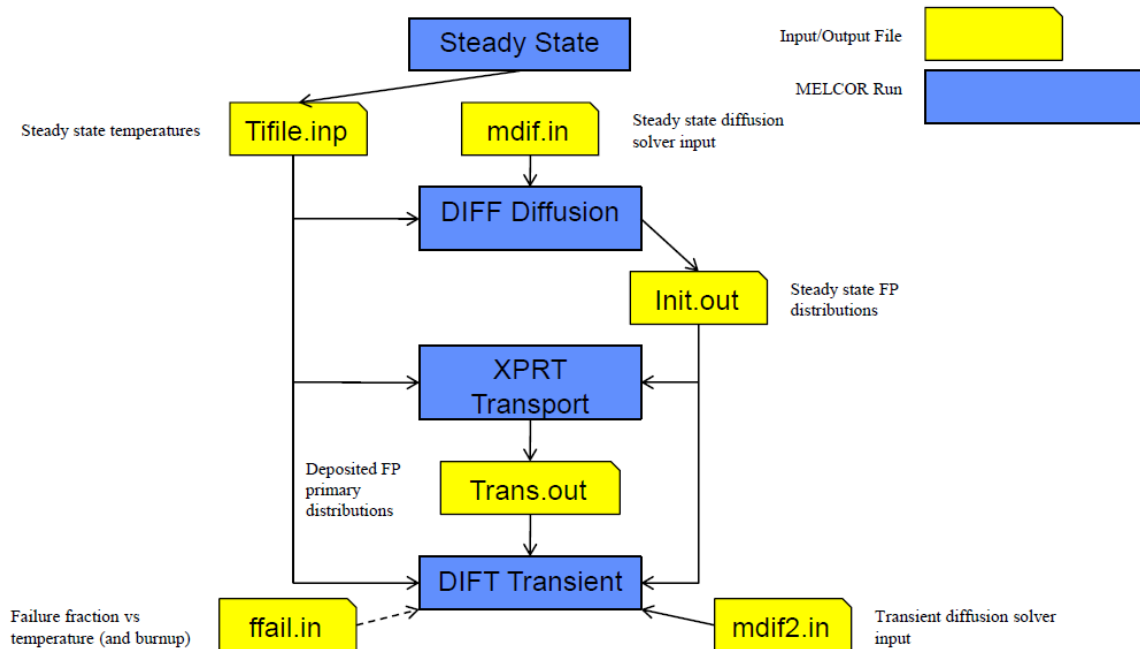 Steady State
Input/Output File
MELCOR Run
Steady state temperatures
Tifile.inp
mdif.in
Steady state diffusion
solver input
DIFF Diffusion
Init.out
Steady state FP
distributions
XPRT
Transport
Deposited FP
primary
distributions
Trans.out
DIFT Transient
Failure fraction vs
temperature (and burnup)
ffail.in
mdif2.in
Transient diffusion solver
input